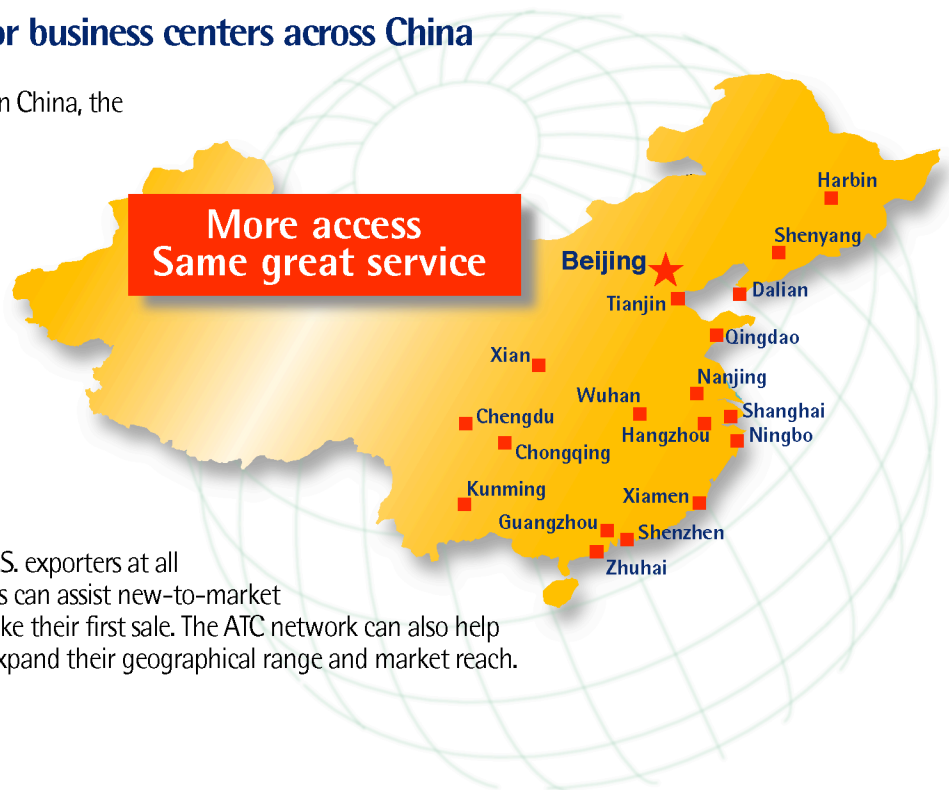 or business centers across China
n China, the
More access
Same great service
Harbin
Shenyang
Beijing
Dalian
Tianjin
Qingdao
Xian
Nanjing
Wuhan
Shanghai
Chengdu
Hangzhou
Ningbo
Chongqing
Kunming
Xiamen
Guangzhou
Shenzhen
Zhuhai
S. exporters at all
s can assist new-to-market
ke their first sale. The ATC network can also help
xpand their geographical range and market reach.